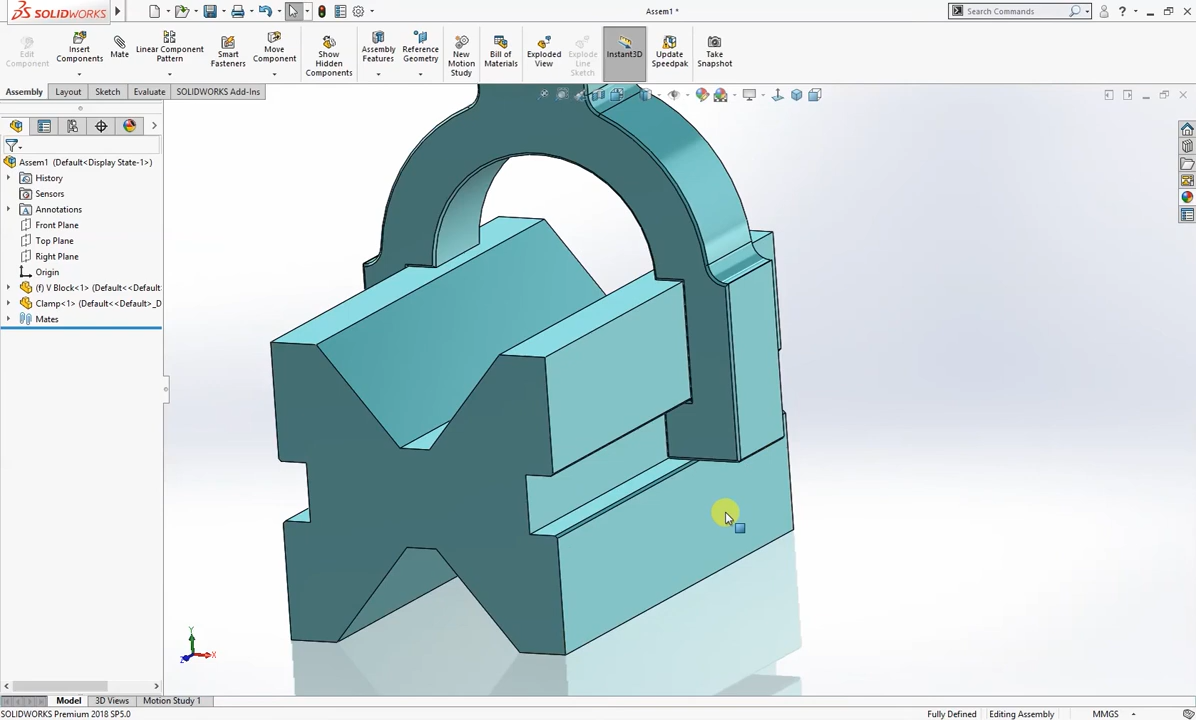 SOLIDWORKS
Assem1 *
Search Commands
Edit Component
Insert Components
Mate
Linear Component Pattern
Smart Fasteners
Move Component
Show Hidden Components
Assembly Features
Reference Geometry
New Motion Study
Bill of Materials
Exploded View
Explode Line Sketch
Instant3D
Update Speedpak
Take Snapshot
Assembly
Layout
Sketch
Evaluate
SOLIDWORKS Add-Ins
Assem1 (Default<Display State-1>)
History
Sensors
Annotations
Front Plane
Top Plane
Right Plane
Origin
(f) V Block<1> (Default<<Default
Clamp<1> (Default<<Default>_D
Mates
Y
X
Z
Model
3D Views
Motion Study 1
SOLIDWORKS Premium 2018 SP5.0
Fully Defined
Editing Assembly
MMGS